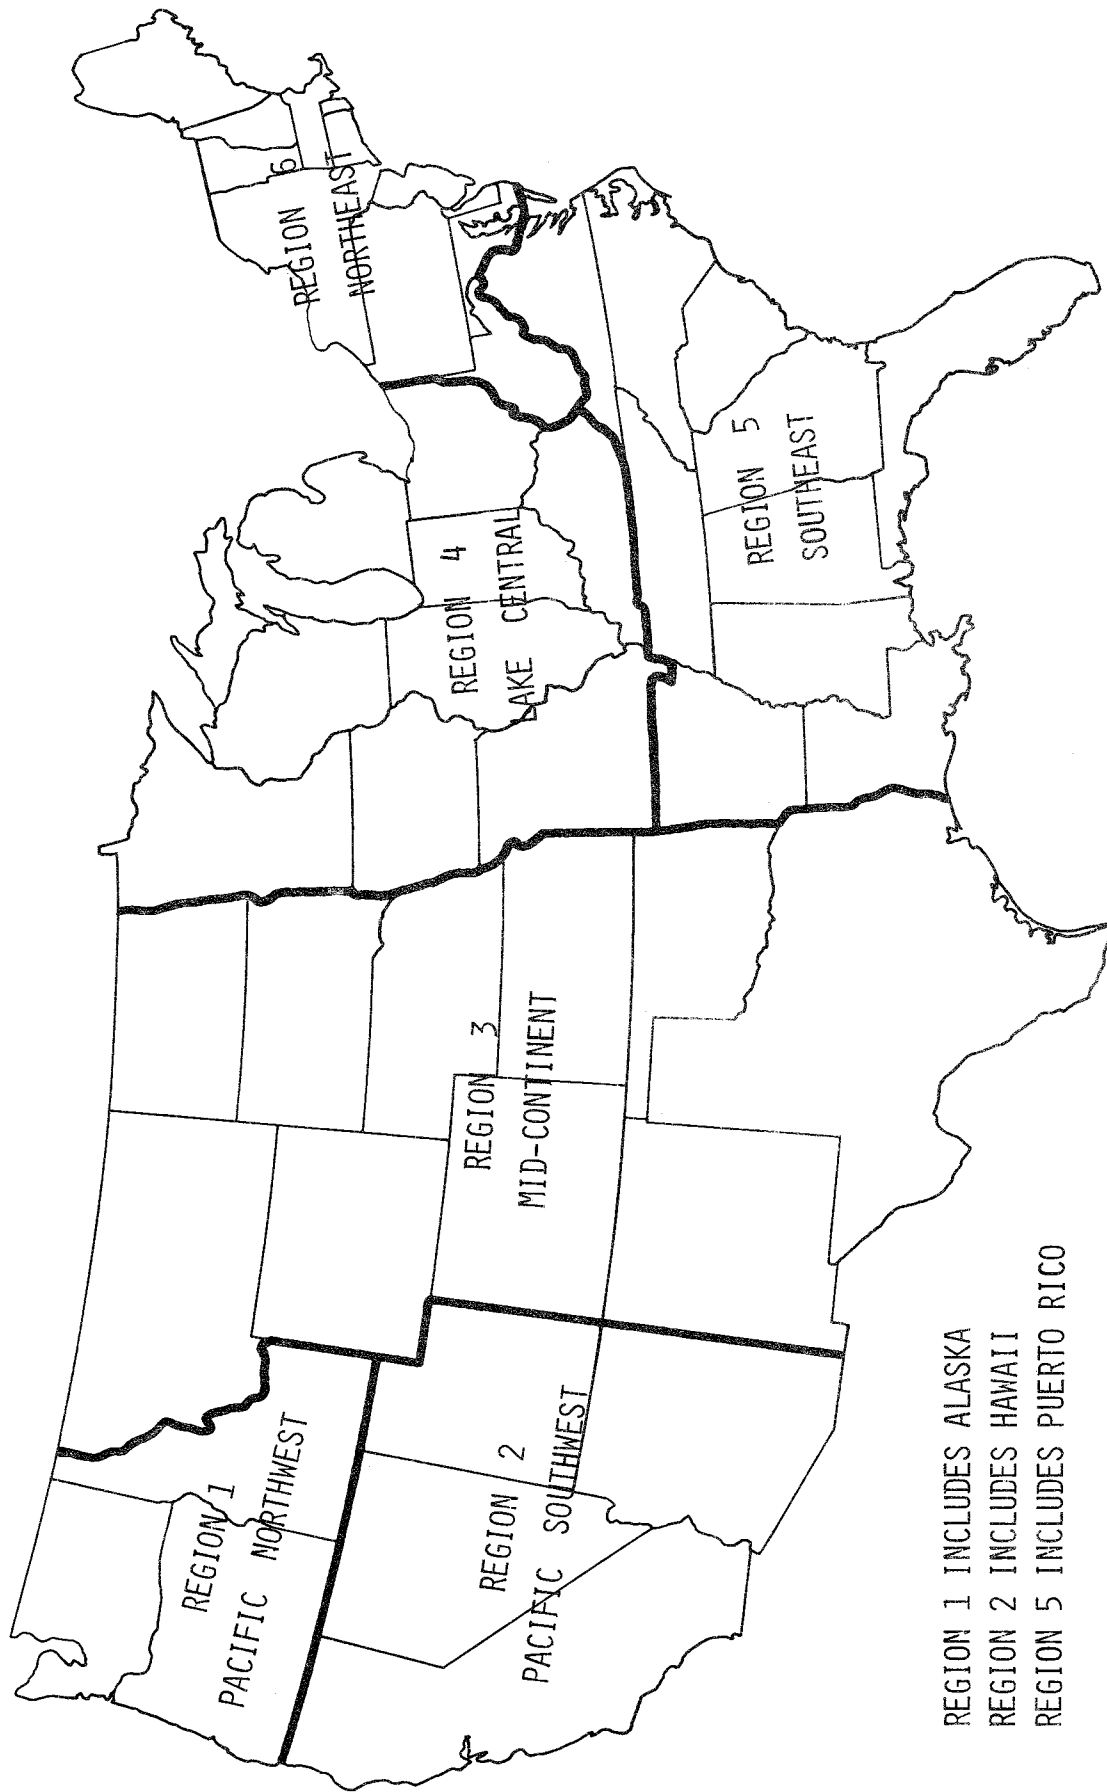 REGION 1
PACIFIC NORTHWEST
REGION 2
PACIFIC SOUTHWEST
REGION 3
MID-CONTINENT
REGION 4
LAKE CENTRAL
REGION 5
SOUTHEAST
REGION 6
NORTHEAST
REGION 1 INCLUDES ALASKA
REGION 2 INCLUDES HAWAII
REGION 5 INCLUDES PUERTO RICO